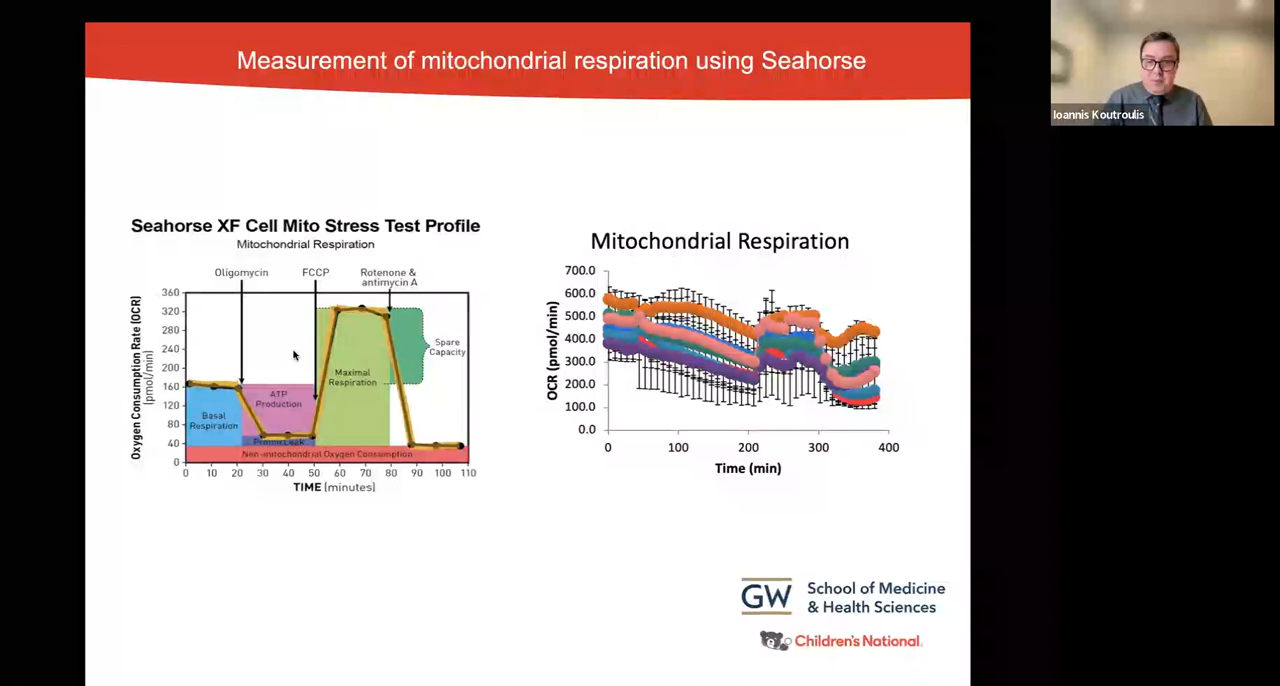 Measurement of mitochondrial respiration using Seahorse
Ioannis Koutroulis
Seahorse XF Cell Mito Stress Test Profile
Mitochondrial Respiration
Oligomycin
FCCP
Rotenone &
antimycin A
Oxygen Consumption Rate (OCR)
(pmol/min)
360
320
280
240
200
160
120
80
40
0
Basal
Respiration
ATP
Production
Proton Leak
Maximal
Respiration
Spare
Capacity
Non-mitochondrial Oxygen Consumption
0 10 20 30 40 50 60 70 80 90 100 110
TIME (minutes)
Mitochondrial Respiration
OCR (pmol/min)
700.0
600.0
500.0
400.0
300.0
200.0
100.0
0.0
0 100 200 300 400
Time (min)
GW School of Medicine
& Health Sciences
Children's National